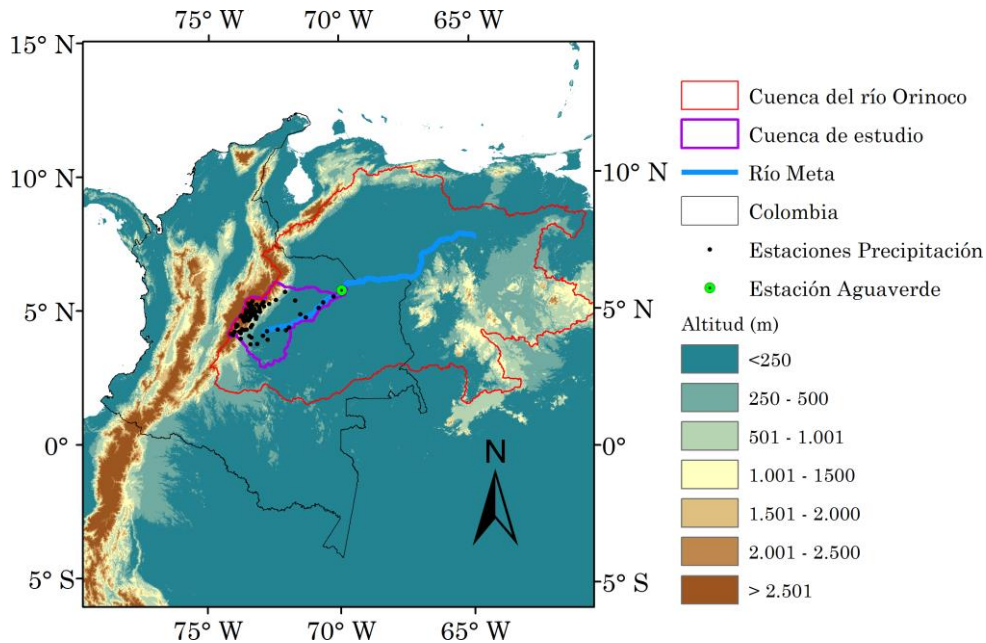 75° W 70° W 65° W
15° N
10° N 10° N
5° N 5° N
0° 0°
5° S 5° S
75° W 70° W 65° W
N
Cuenca del río Orinoco
Cuenca de estudio
Río Meta
Colombia
Estaciones Precipitación
Estación Aguaverde
Altitud (m)
<250
250 - 500
501 - 1.001
1.001 - 1500
1.501 - 2.000
2.001 - 2.500
> 2.501